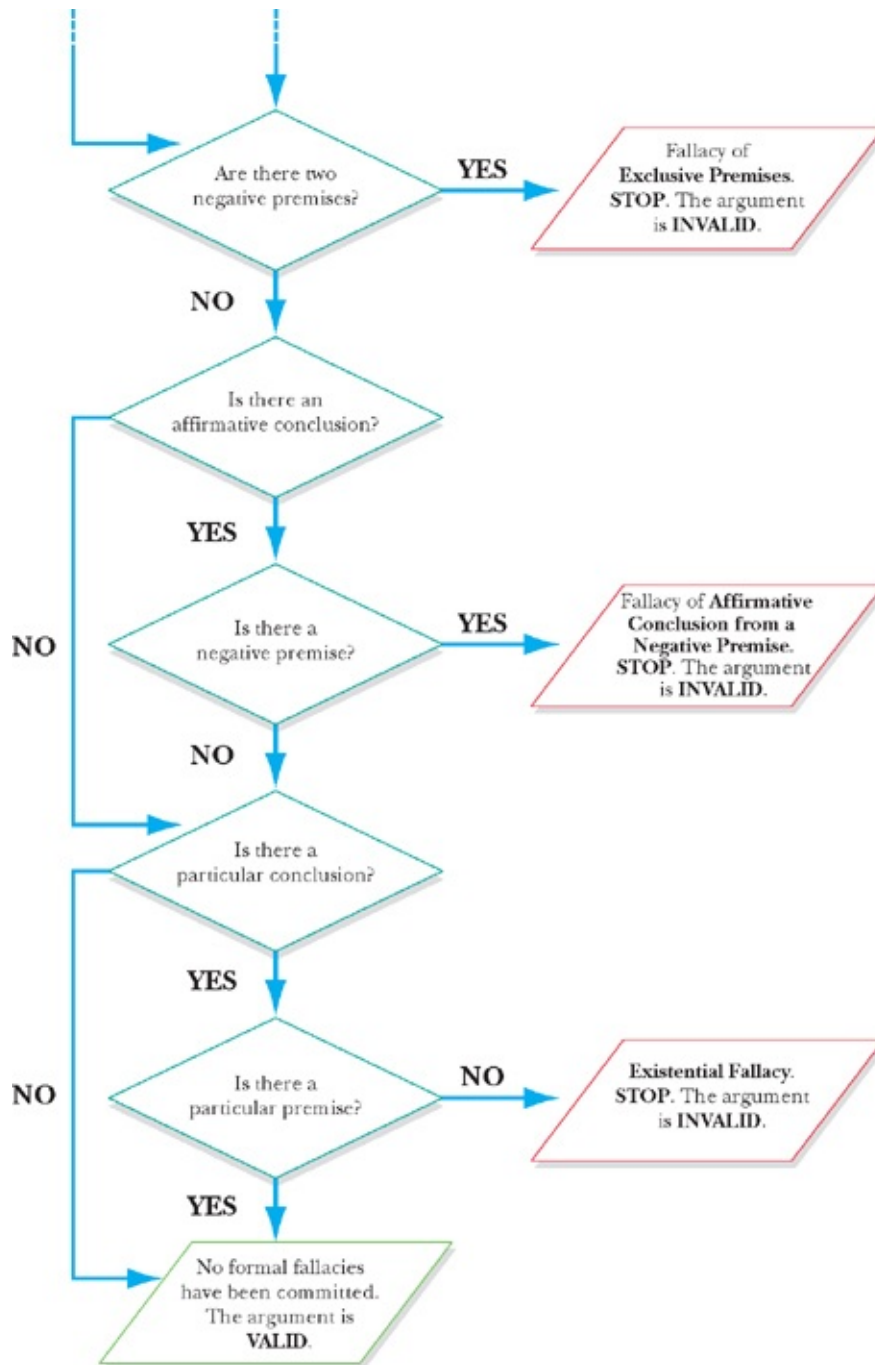 Are there two
negative premises?
YES
Fallacy of
Exclusive Premises.
STOP. The argument
is INVALID.
NO
Is there an
affirmative conclusion?
YES
NO
Is there a
negative premise?
YES
Fallacy of Affirmative
Conclusion from a
Negative Premise.
STOP. The argument
is INVALID.
NO
Is there a
particular conclusion?
YES
NO
Is there a
particular premise?
NO
Existential Fallacy.
STOP. The argument
is INVALID.
YES
No formal fallacies
have been committed.
The argument is
VALID.